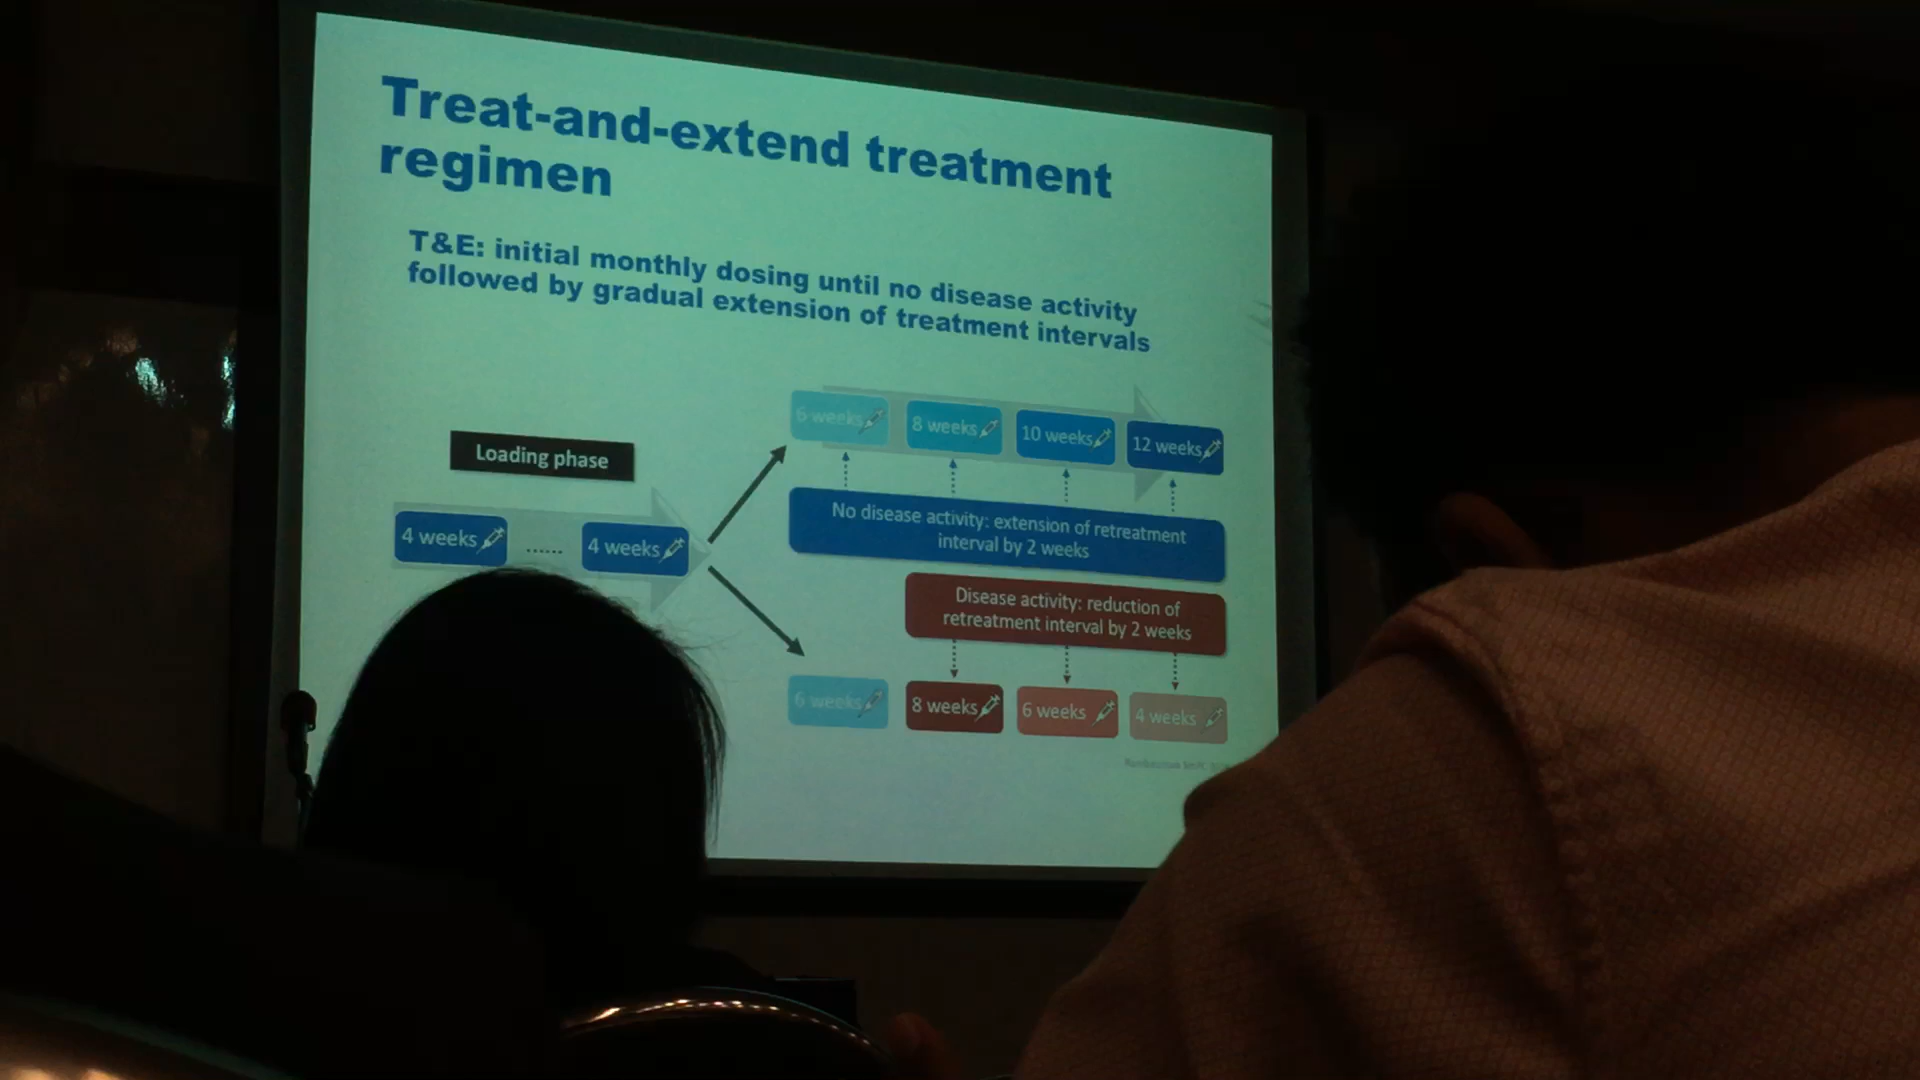 Treat-and-extend treatment
regimen
T&E: initial monthly dosing until no disease activity
followed by gradual extension of treatment intervals
Loading phase
4 weeks
......
4 weeks
6 weeks
8 weeks
10 weeks
12 weeks
No disease activity: extension of retreatment
interval by 2 weeks
Disease activity: reduction of
retreatment interval by 2 weeks
6 weeks
8 weeks
6 weeks
4 weeks